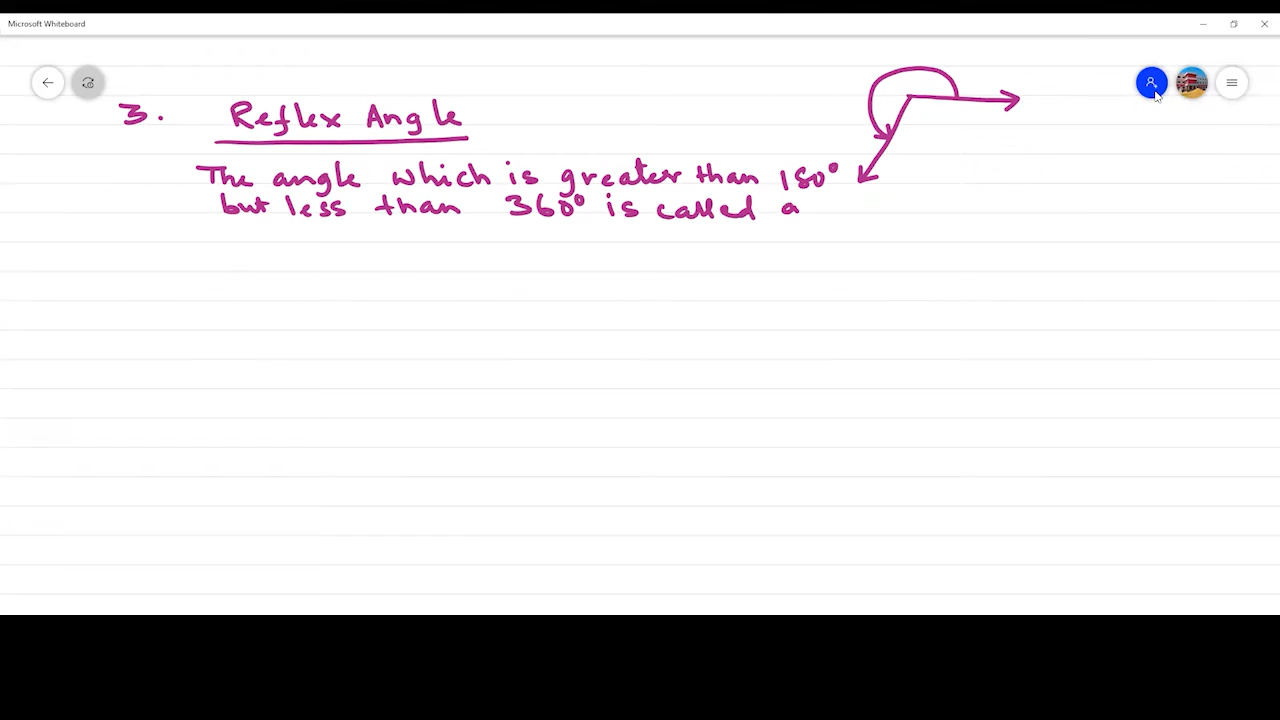 Microsoft Whiteboard
3. Reflex Angle
The angle which is greater than 180°
but less than 360° is called a